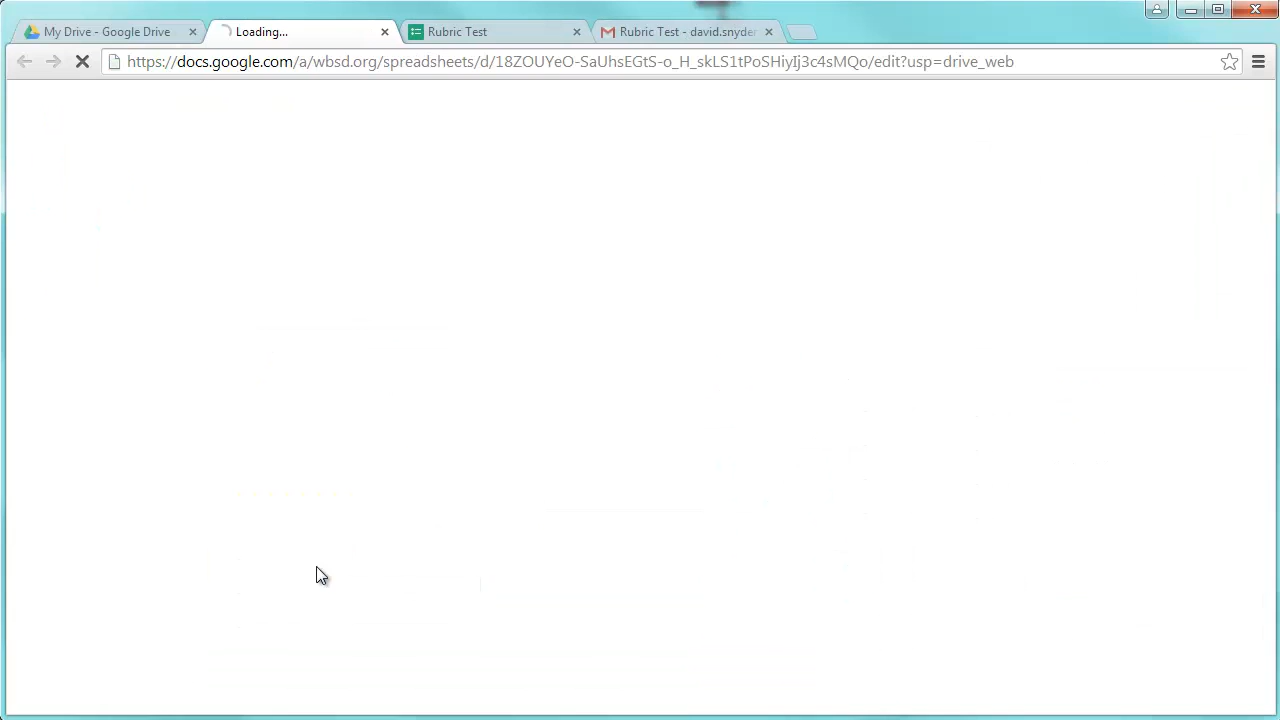 My Drive - Google Drive
Loading...
Rubric Test
Rubric Test - david.snyder
https://docs.google.com/a/wbsd.org/spreadsheets/d/18ZOUYeO-SaUhsEGtS-o_H_skLS1tPoSHiyIj3c4sMQo/edit?usp=drive_web